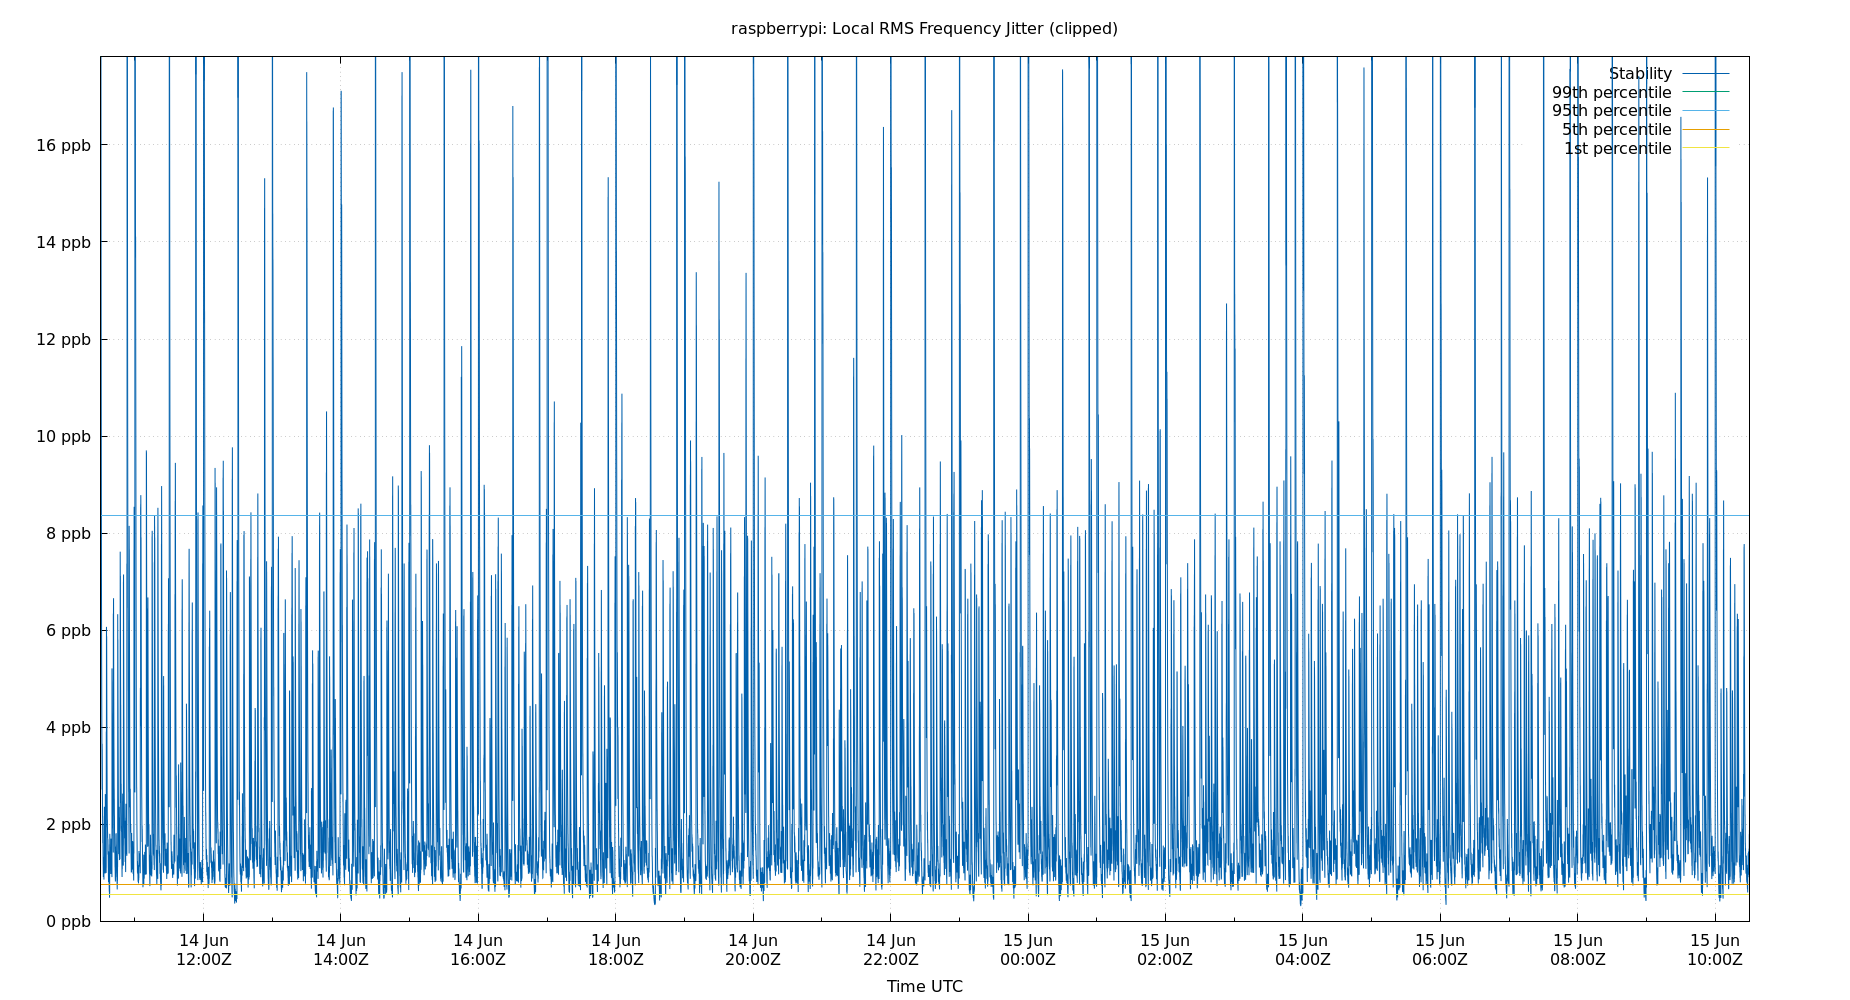 raspberrypi: Local RMS Frequency Jitter (clipped)
Stability
99th percentile
95th percentile
5th percentile
1st percentile
16 ppb
14 ppb
12 ppb
10 ppb
8 ppb
6 ppb
4 ppb
2 ppb
0 ppb
14 Jun 14 Jun 14 Jun 14 Jun 14 Jun 14 Jun 15 Jun 15 Jun 15 Jun 15 Jun 15 Jun 15 Jun
12:00Z 14:00Z 16:00Z 18:00Z 20:00Z 22:00Z 00:00Z 02:00Z 04:00Z 06:00Z 08:00Z 10:00Z
Time UTC